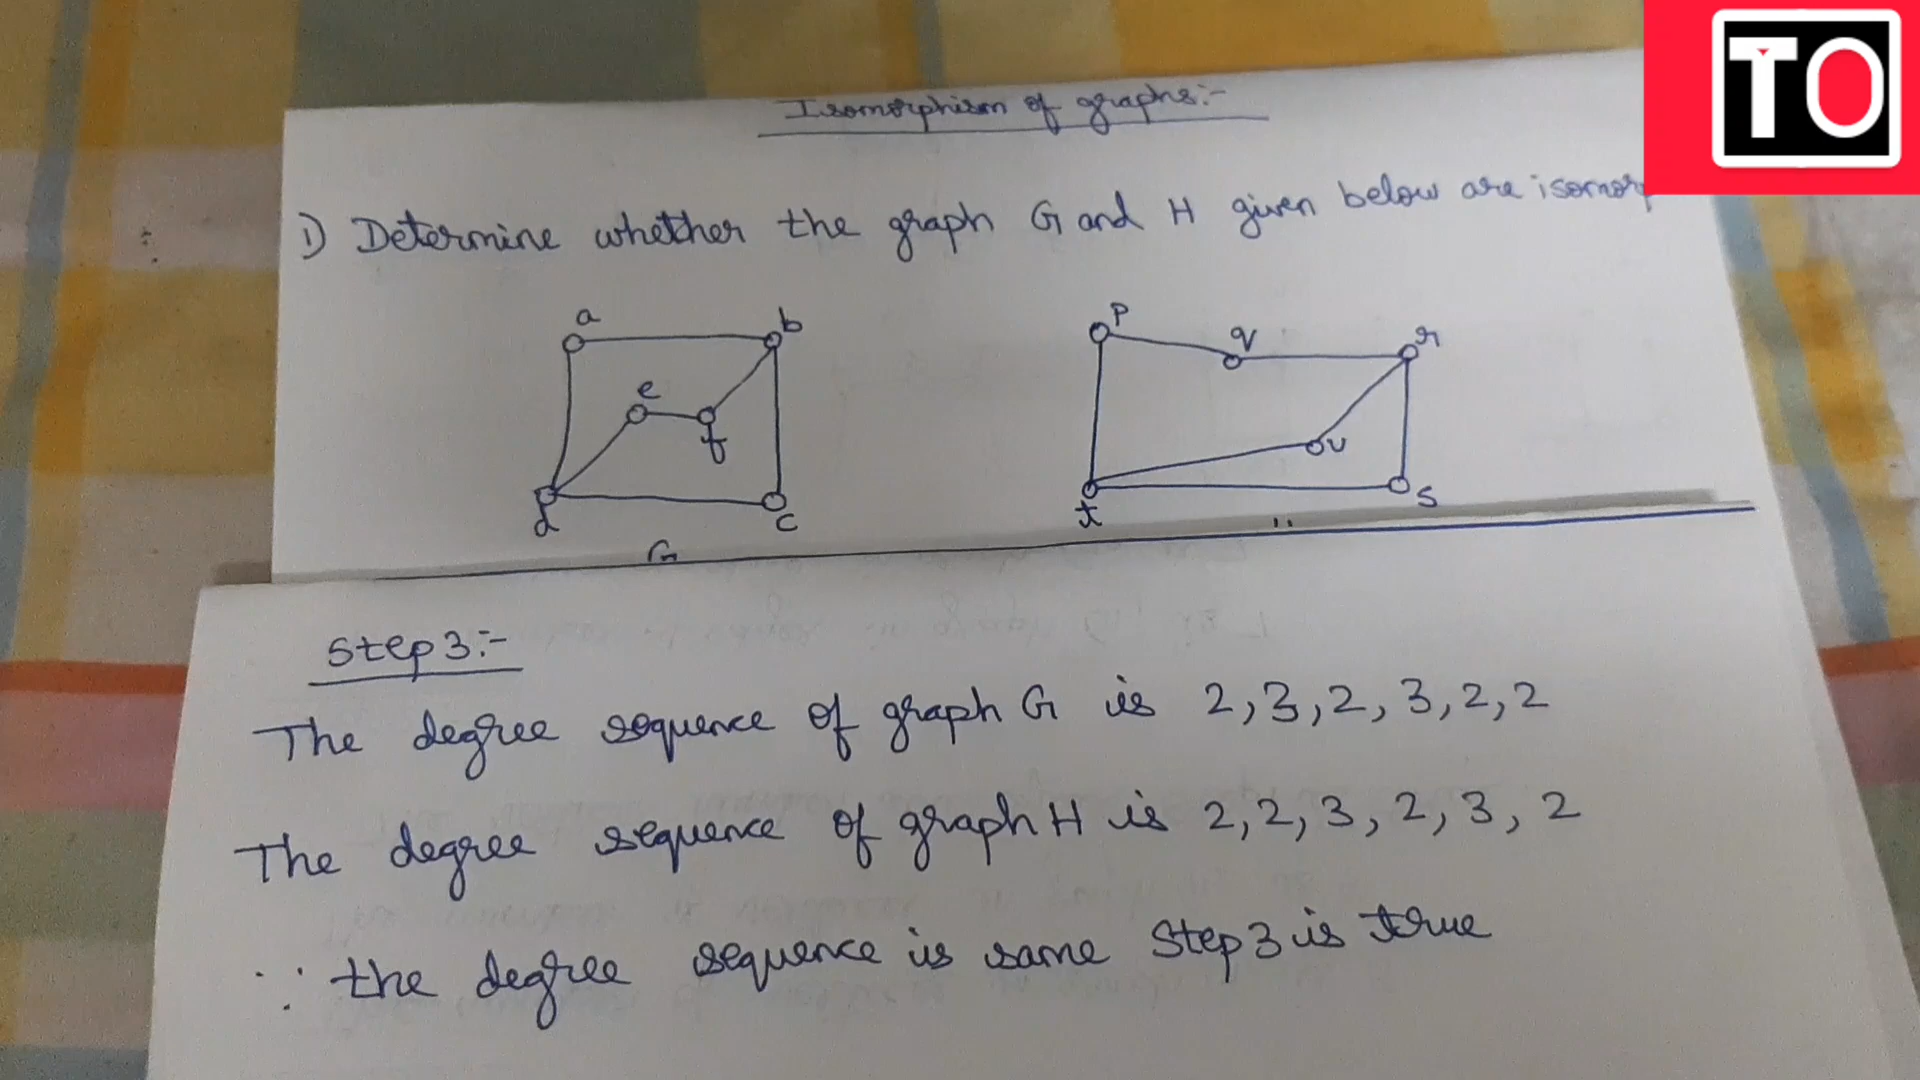 TO
Isomorphism of graphs:-
1) Determine whether the graph G and H given below are isomor
a b p q r
e f u
d c t s
G
Step 3:-
The degree sequence of graph G is 2, 3, 2, 3, 2, 2
The degree sequence of graph H is 2, 2, 3, 2, 3, 2
∵ the degree sequence is same Step 3 is true